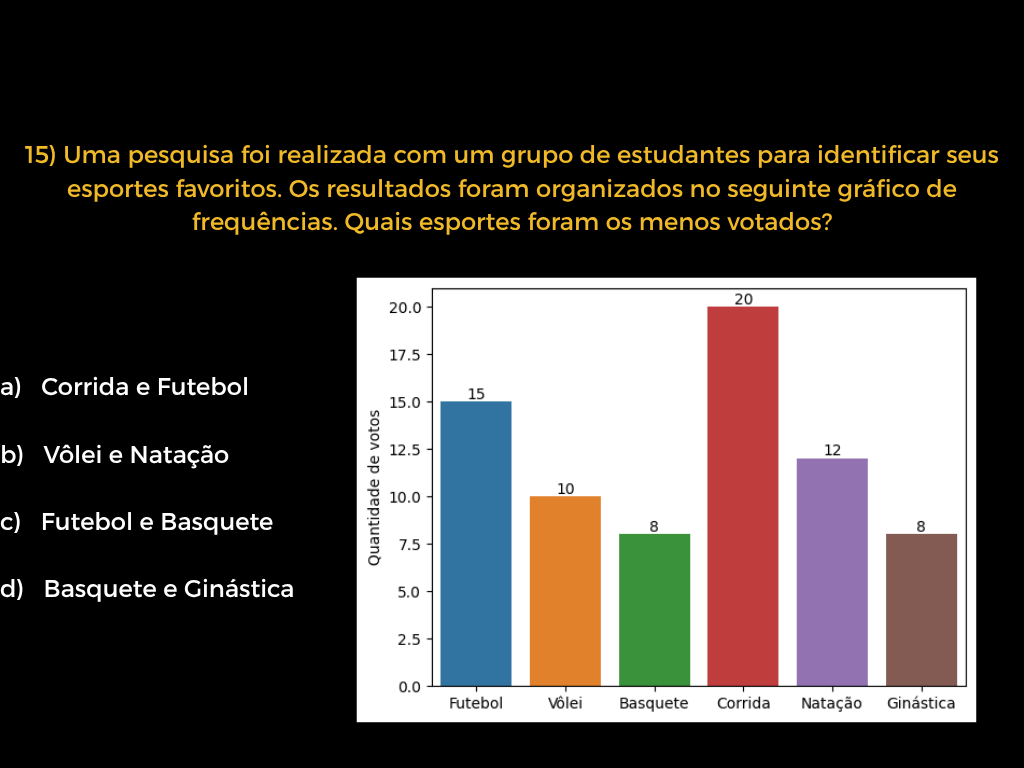 15) Uma pesquisa foi realizada com um grupo de estudantes para identificar seus
esportes favoritos. Os resultados foram organizados no seguinte gráfico de
frequências. Quais esportes foram os menos votados?
a) Corrida e Futebol
b) Vôlei e Natação
c) Futebol e Basquete
d) Basquete e Ginástica
Quantidade de votos
20.0
17.5
15.0
12.5
10.0
7.5
5.0
2.5
0.0
15
10
8
20
12
8
Futebol Vôlei Basquete Corrida Natação Ginástica